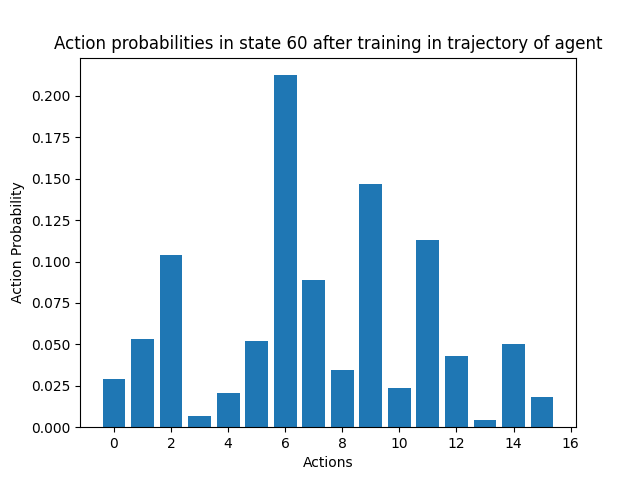 Action probabilities in state 60 after training in trajectory of agent
0.200
0.175
0.150
0.125
0.100
0.075
0.050
0.025
0.000
Action Probability
0 2 4 6 8 10 12 14 16
Actions